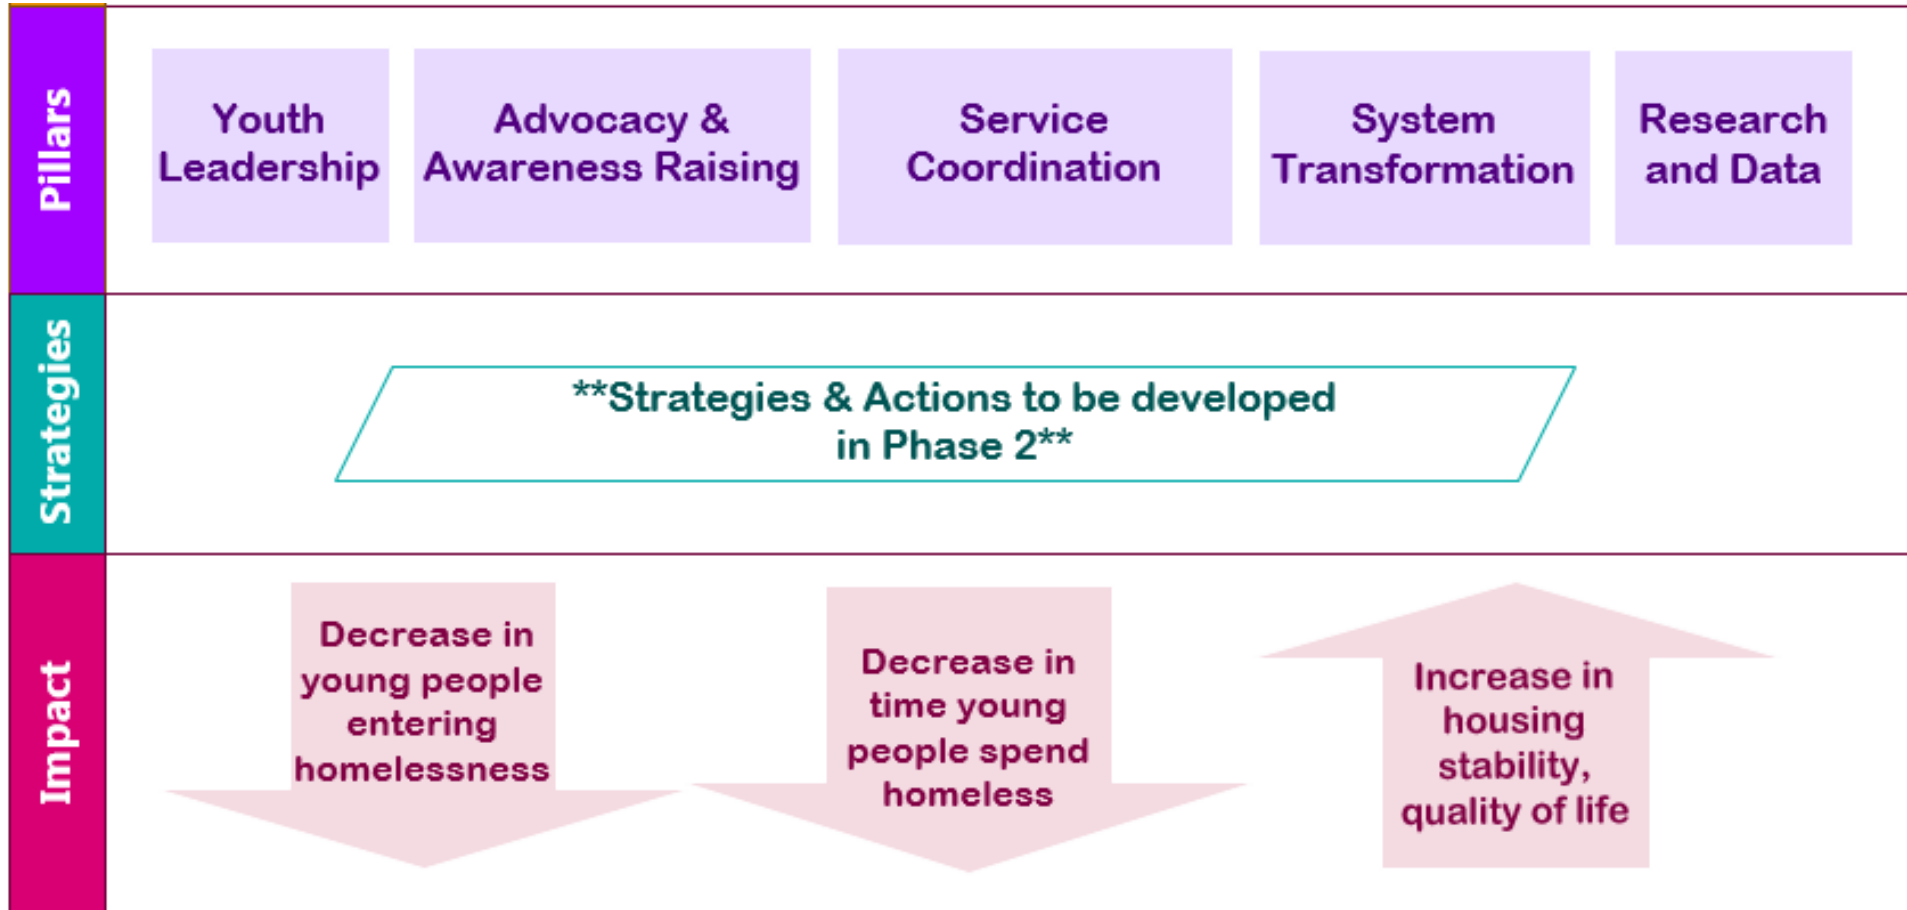 Pillars
Youth
Leadership
Advocacy &
Awareness Raising
Service
Coordination
System
Transformation
Research
and Data
Strategies
**Strategies & Actions to be developed
in Phase 2**
Impact
Decrease in
young people
entering
homelessness
Decrease in
time young
people spend
homeless
Increase in
housing
stability,
quality of life